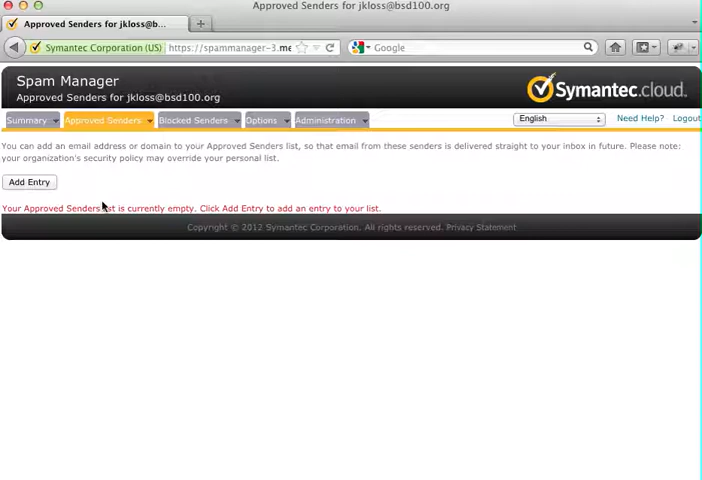 Approved Senders for jkloss@bsd100.org
Approved Senders for jkloss@b...
Symantec Corporation (US) https://spammanager-3.me Google
Spam Manager
Approved Senders for jkloss@bsd100.org
Symantec.cloud.
Summary Approved Senders Blocked Senders Options Administration English Need Help? Logout
You can add an email address or domain to your Approved Senders list, so that email from these senders is delivered straight to your inbox in future. Please note:
your organization's security policy may override your personal list.
Add Entry
Your Approved Senders list is currently empty. Click Add Entry to add an entry to your list.
Copyright © 2012 Symantec Corporation. All rights reserved. Privacy Statement